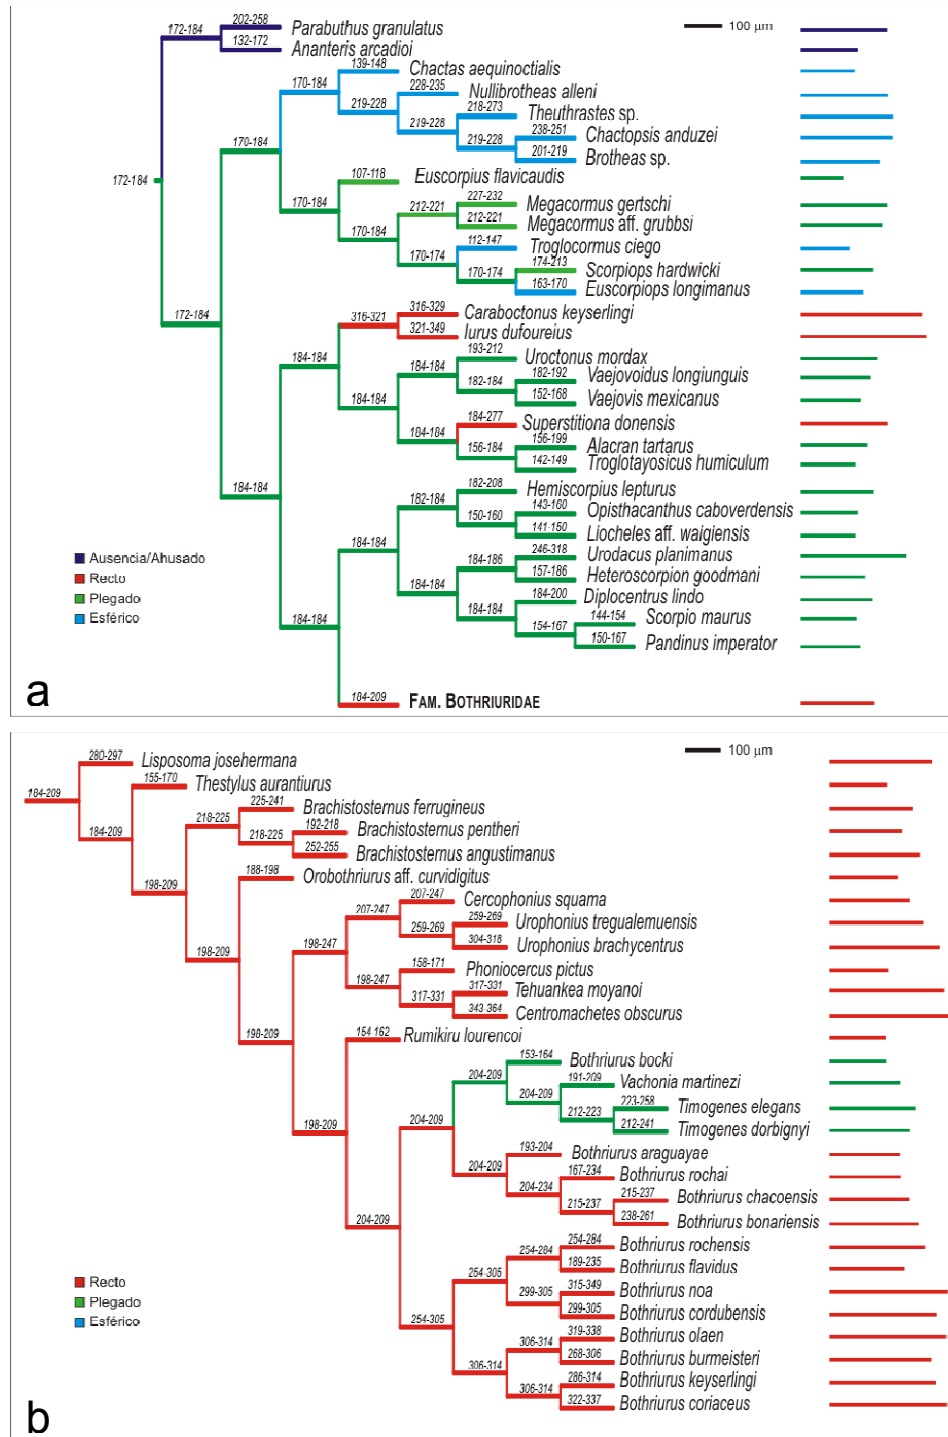 202-258
Parabuthus granulatus
100 µm
172-184
132-172
Ananteris arcadioi
139-148
Chactas aequinoctialis
170-184
228-235
Nullibrotheas alleni
219-228
218-273
Theuthrastes sp.
219-228
238-251
Chactopsis anduzei
219-228
170-184
201-219
Brotheas sp.
172-184
107-118
Euscorpius flavicaudis
170-184
227-232
Megacormus gertschi
212-221
212-221
Megacormus aff. grubbsi
170-184
112-147
Troglocormus ciego
170-174
174-213
Scorpiops hardwicki
170-174
163-170
Euscorpiops longimanus
316-329
Caraboctonus keyserlingi
172-184
316-321
321-349
Iurus dufoureius
193-212
Uroctonus mordax
184-184
184-184
182-192
Vaejovoidus longiunguis
182-184
152-168
Vaejovis mexicanus
184-184
184-277
Superstitiona donensis
184-184
156-199
Alacran tartarus
156-184
142-149
Troglotayosicus humiculum
184-184
182-208
Hemiscorpius lepturus
182-184
143-160
Opisthacanthus caboverdensis
150-160
141-150
Liocheles aff. waigiensis
184-184
246-318
Urodacus planimanus
184-186
157-186
Heteroscorpion goodmani
184-184
184-200
Diplocentrus lindo
184-184
144-154
Scorpio maurus
154-167
150-167
Pandinus imperator
184-184
Ausencia/Ahusado
Recto
Plegado
Esférico
184-209
FAM. BOTHRIURIDAE
a
280-297
Lisposoma josehermana
100 µm
155-170
Thestylus aurantiurus
184-209
225-241
Brachistosternus ferrugineus
218-225
192-218
Brachistosternus pentheri
184-209
218-225
252-255
Brachistosternus angustimanus
188-198
Orobothriurus aff. curvidigitus
198-209
207-247
Cercophonius squama
207-247
259-269
Urophonius tregualemuensis
259-269
304-318
Urophonius brachycentrus
198-209
198-247
158-171
Phoniocercus pictus
198-247
317-331
Tehuankea moyanoi
317-331
343-364
Centromachetes obscurus
198-209
154-162
Rumikiru lourencoi
153-164
Bothriurus bocki
204-209
191-209
Vachonia martinezi
204-209
223-258
Timogenes elegans
212-223
212-241
Timogenes dorbignyi
204-209
198-209
193-204
Bothriurus araguayae
204-209
167-234
Bothriurus rochai
204-234
215-237
Bothriurus chacoensis
215-237
238-261
Bothriurus bonariensis
204-209
254-284
Bothriurus rochensis
254-284
189-235
Bothriurus flavidus
254-305
315-349
Bothriurus noa
299-305
299-305
Bothriurus cordubensis
254-305
319-338
Bothriurus olaen
306-314
268-306
Bothriurus burmeisteri
306-314
286-314
Bothriurus keyserlingi
306-314
322-337
Bothriurus coriaceus
Recto
Plegado
Esférico
b